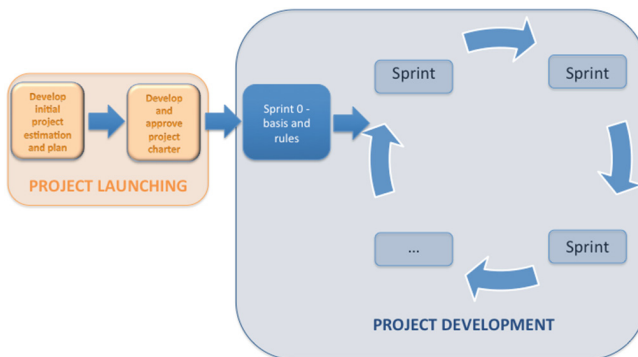 Develop
initial
project
estimation
and plan
Develop
and
approve
project
charter
PROJECT LAUNCHING
Sprint 0 -
basis and
rules
Sprint
Sprint
Sprint
...
PROJECT DEVELOPMENT